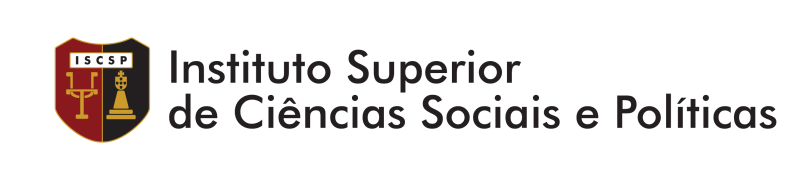 ISCSP
Instituto Superior
de Ciências Sociais e Políticas